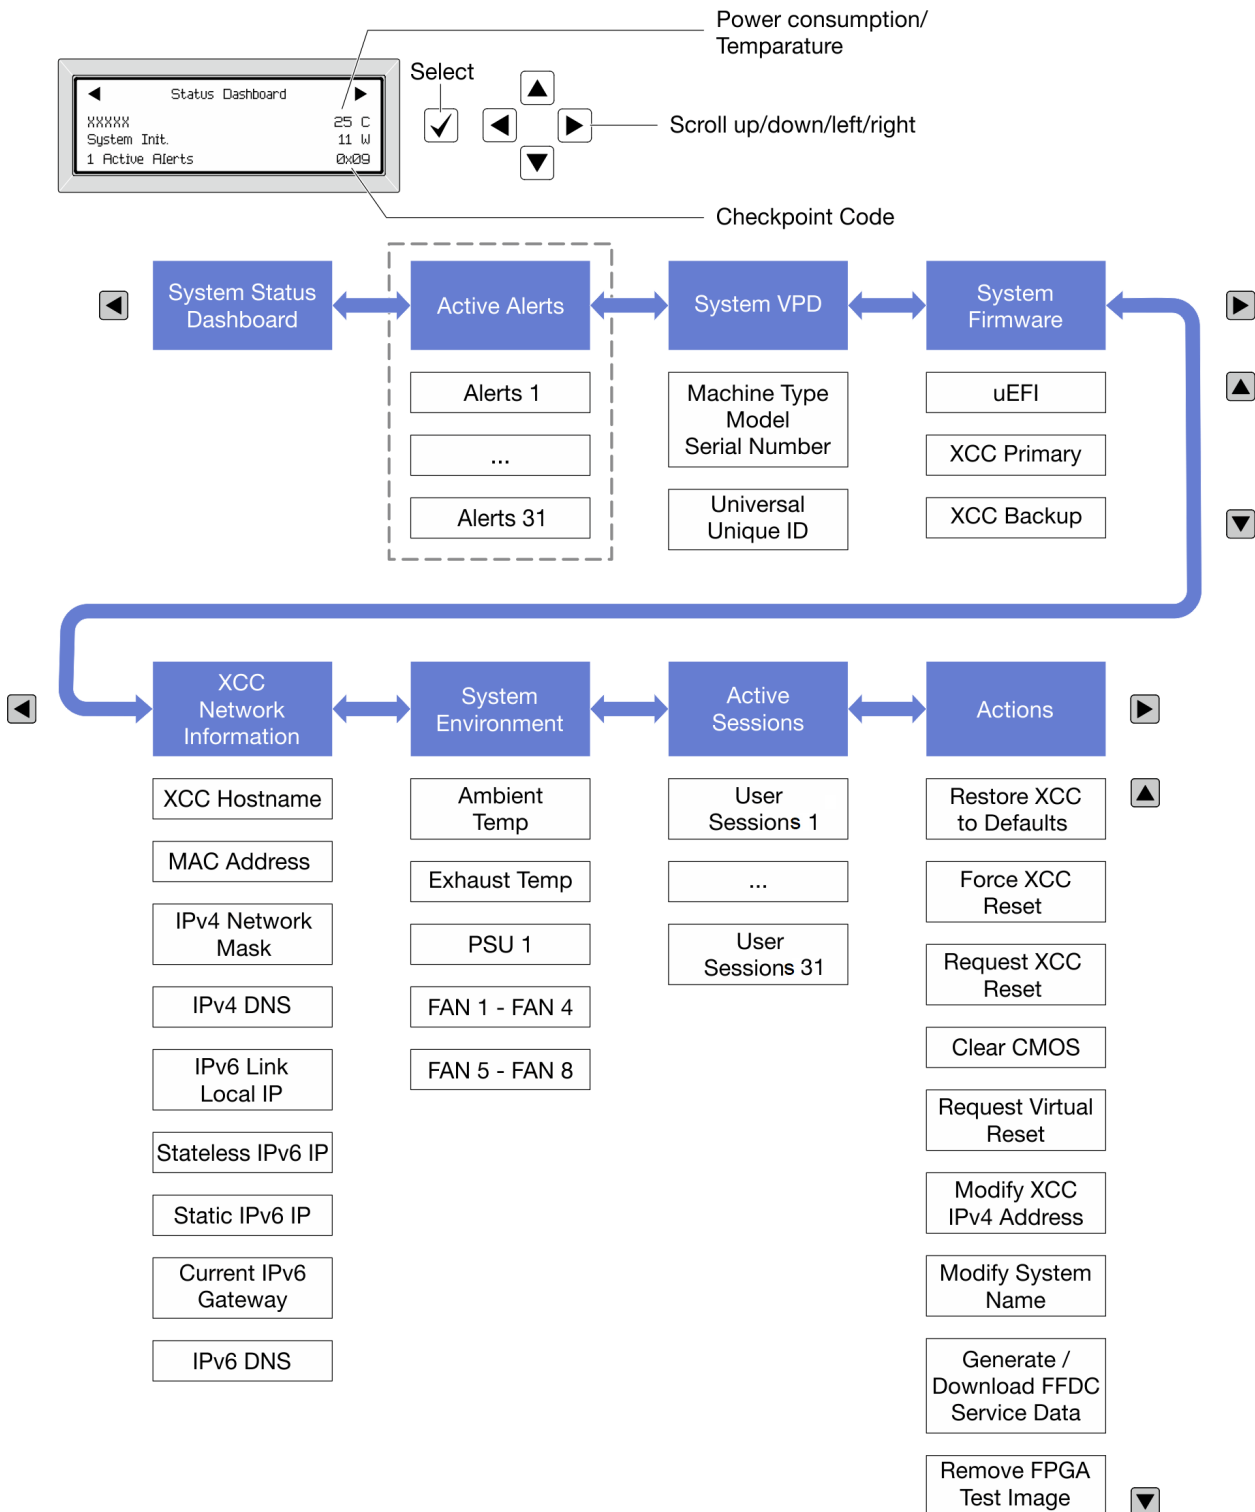 Power consumption/
Temparature
Select
Status Dashboard
XXXXX 25 C
System Init. 11 W
1 Active Alerts 0x09
Scroll up/down/left/right
Checkpoint Code
System Status
Dashboard
Active Alerts
System VPD
System
Firmware
Alerts 1
...
Alerts 31
Machine Type
Model
Serial Number
Universal
Unique ID
uEFI
XCC Primary
XCC Backup
XCC
Network
Information
System
Environment
Active
Sessions
Actions
XCC Hostname
MAC Address
IPv4 Network
Mask
IPv4 DNS
IPv6 Link
Local IP
Stateless IPv6 IP
Static IPv6 IP
Current IPv6
Gateway
IPv6 DNS
Ambient
Temp
Exhaust Temp
PSU 1
FAN 1 - FAN 4
FAN 5 - FAN 8
User
Sessions 1
...
User
Sessions 31
Restore XCC
to Defaults
Force XCC
Reset
Request XCC
Reset
Clear CMOS
Request Virtual
Reset
Modify XCC
IPv4 Address
Modify System
Name
Generate /
Download FFDC
Service Data
Remove FPGA
Test Image